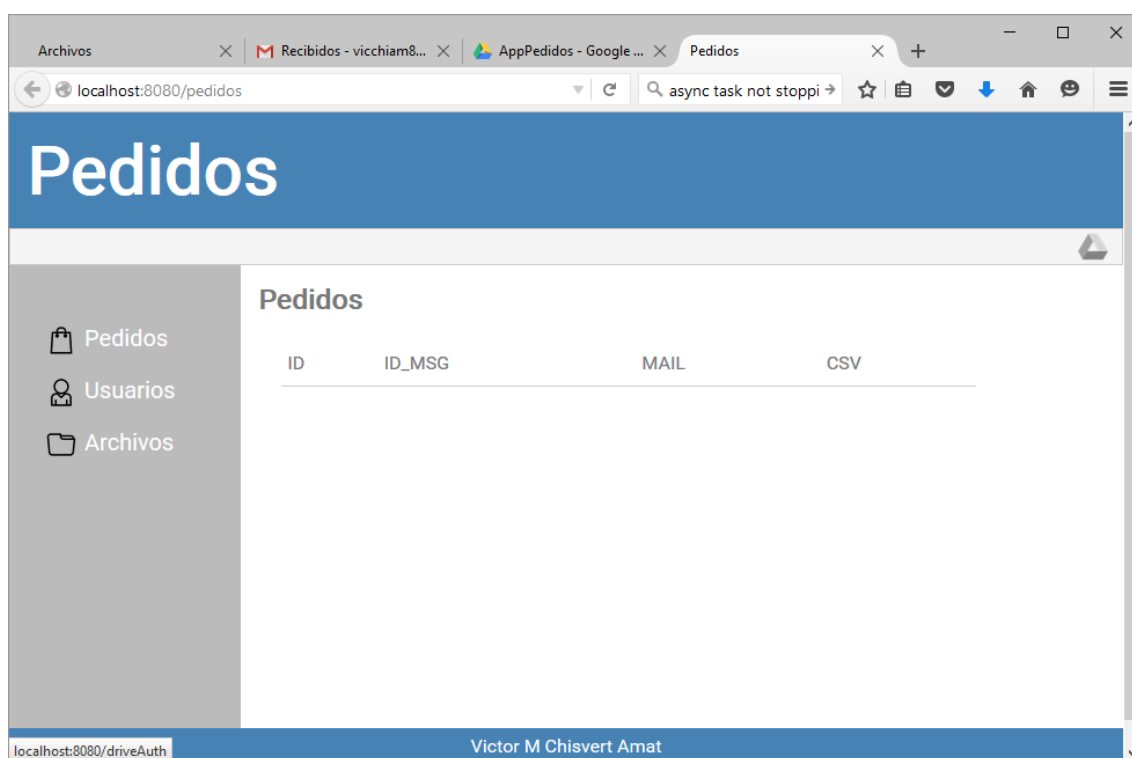 Archivos Recibidos - vicchiam8... AppPedidos - Google ... Pedidos
localhost:8080/pedidos async task not stoppi
Pedidos
Pedidos
Pedidos
Usuarios
Archivos
ID ID_MSG MAIL CSV
localhost:8080/driveAuth
Victor M Chisvert Amat